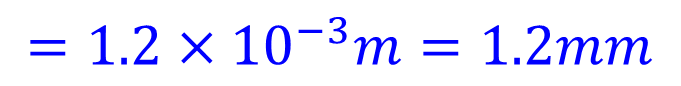 = 1.2 × 10⁻³m = 1.2mm